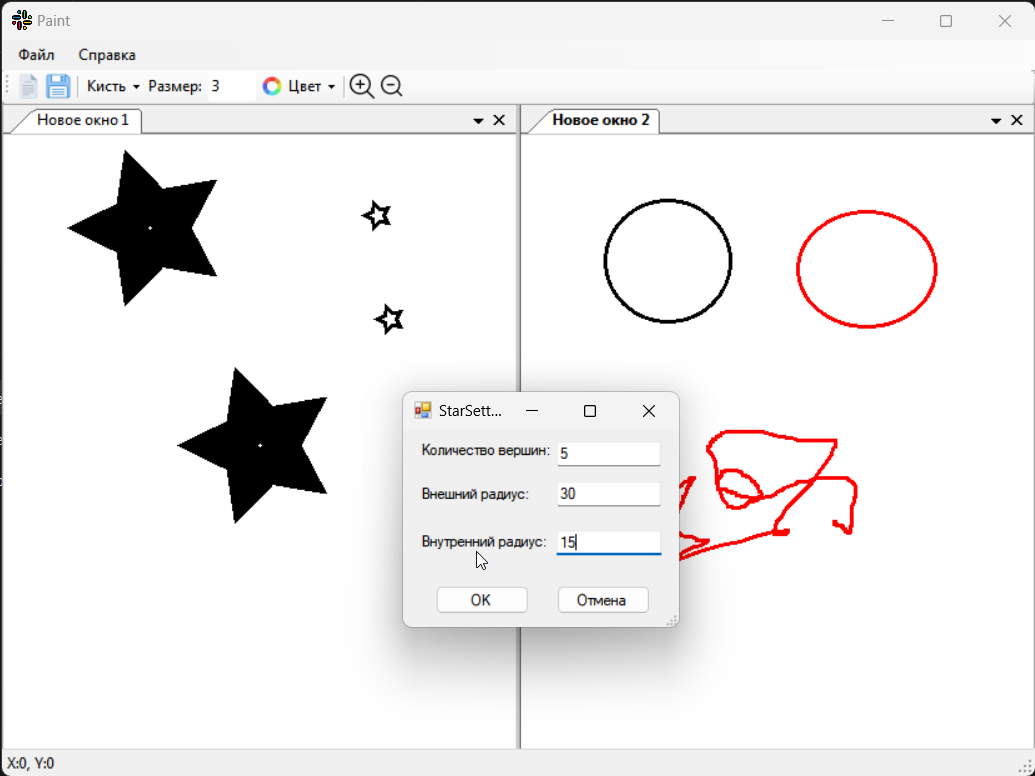 Paint
Файл Справка
Кисть Размер: 3 Цвет
Новое окно 1
Новое окно 2
StarSett...
Количество вершин: 5
Внешний радиус: 30
Внутренний радиус: 15
OK Отмена
X:0, Y:0